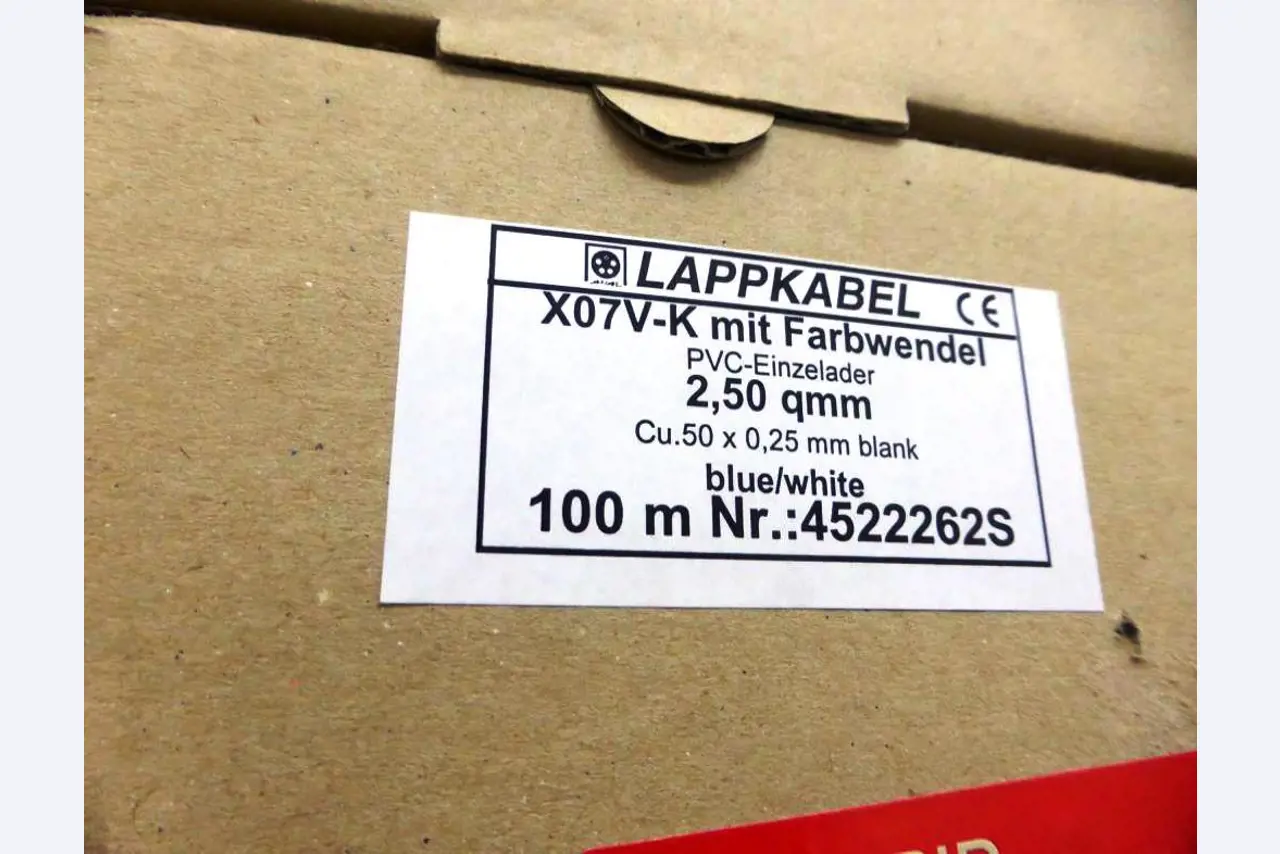 LAPPKABEL CE
X07V-K mit Farbwendel
PVC-Einzelader
2,50 qmm
Cu.50 x 0,25 mm blank
blue/white
100 m Nr.:4522262S